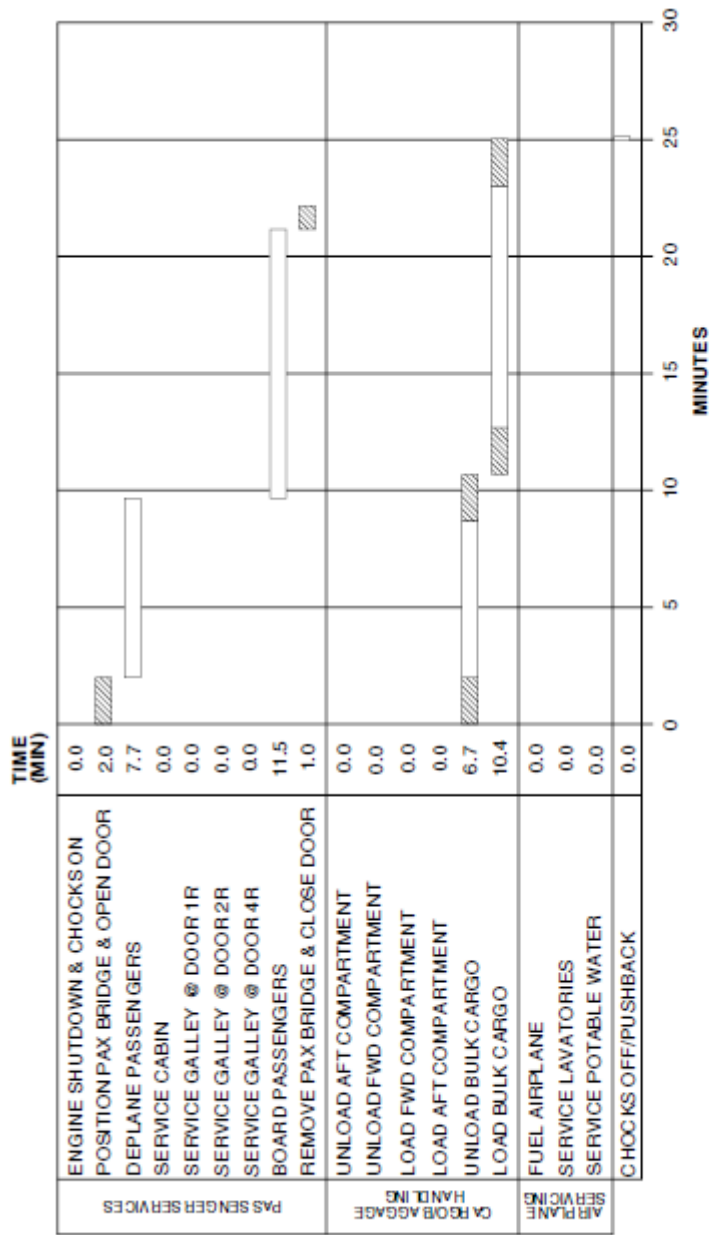 TIME
(MIN)
PASSENGER SERVICES
ENGINE SHUTDOWN & CHOCKS ON 0.0
POSITION PAX BRIDGE & OPEN DOOR 2.0
DEPLANE PASSENGERS 7.7
SERVICE CABIN 0.0
SERVICE GALLEY @ DOOR 1R 0.0
SERVICE GALLEY @ DOOR 2R 0.0
SERVICE GALLEY @ DOOR 4R 0.0
BOARD PASSENGERS 11.5
REMOVE PAX BRIDGE & CLOSE DOOR 1.0
CARGO/BAGGAGE
HANDLING
UNLOAD AFT COMPARTMENT 0.0
UNLOAD FWD COMPARTMENT 0.0
LOAD FWD COMPARTMENT 0.0
LOAD AFT COMPARTMENT 0.0
UNLOAD BULK CARGO 6.7
LOAD BULK CARGO 10.4
AIRPLANE
SERVICING
FUEL AIRPLANE 0.0
SERVICE LAVATORIES 0.0
SERVICE POTABLE WATER 0.0
CHOCKS OFF/PUSHBACK 0.0
0 5 10 15 20 25 30
MINUTES